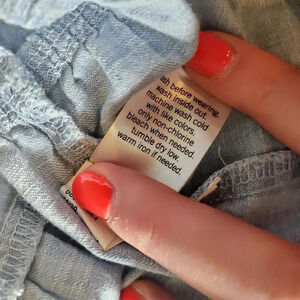 ash before wearing.
wash inside out.
machine wash cold
with like colors.
only non-chlorine
bleach when needed.
tumble dry low.
warm iron if needed.